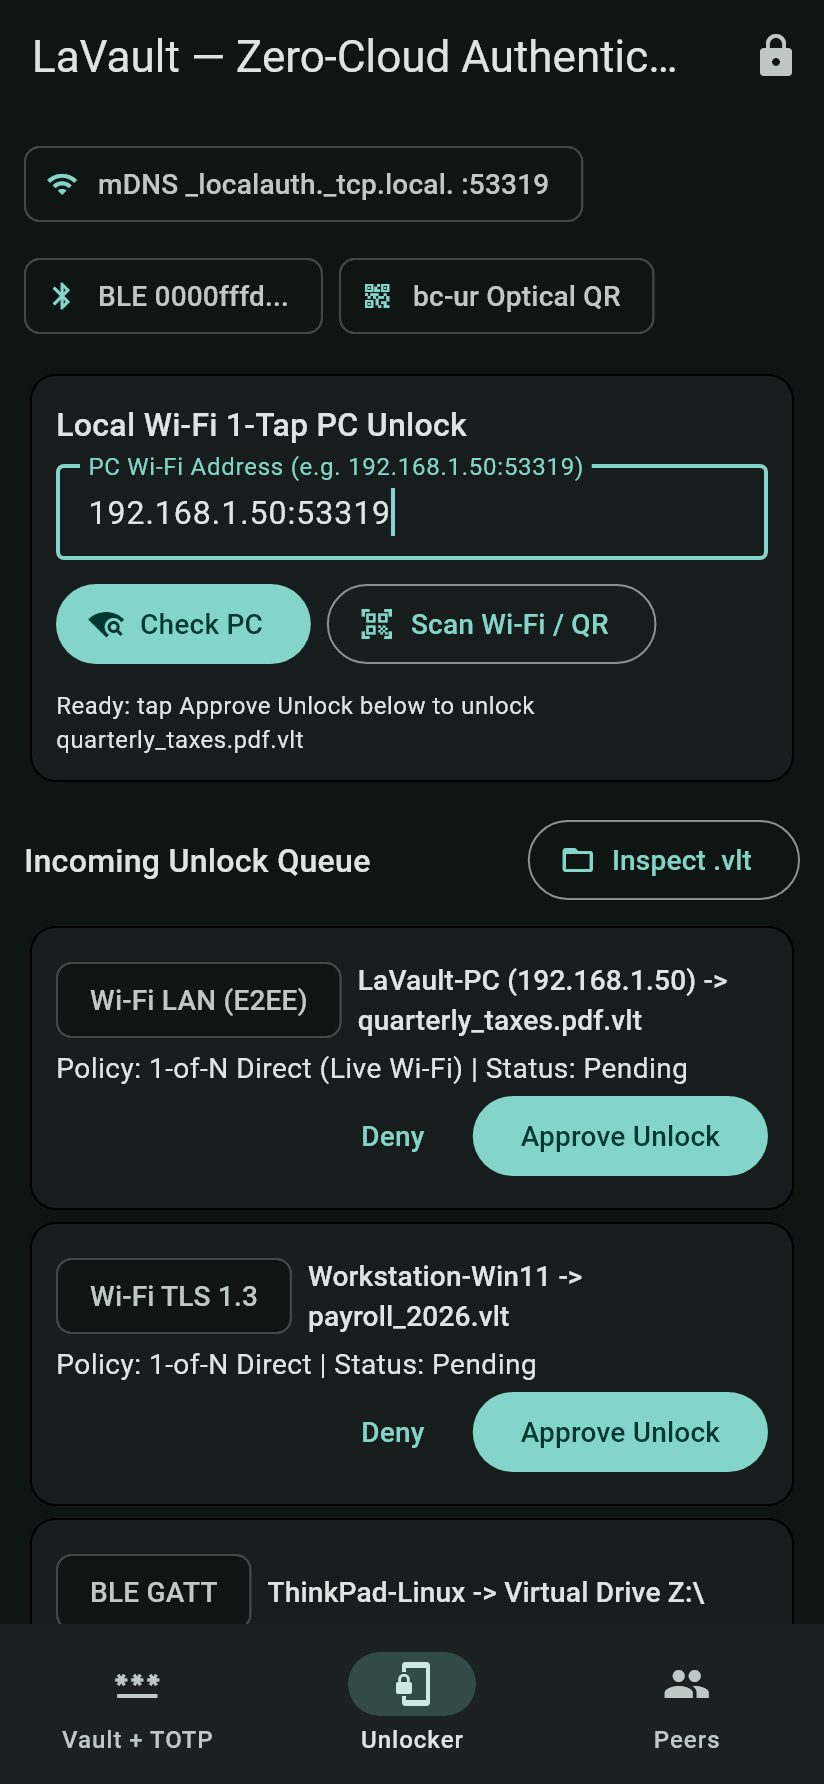 LaVault — Zero-Cloud Authentic...
mDNS _localauth._tcp.local. :53319
BLE 0000fffd...
bc-ur Optical QR
Local Wi-Fi 1-Tap PC Unlock
PC Wi-Fi Address (e.g. 192.168.1.50:53319)
192.168.1.50:53319
Check PC
Scan Wi-Fi / QR
Ready: tap Approve Unlock below to unlock
quarterly_taxes.pdf.vlt
Incoming Unlock Queue
Inspect .vlt
Wi-Fi LAN (E2EE)
LaVault-PC (192.168.1.50) ->
quarterly_taxes.pdf.vlt
Policy: 1-of-N Direct (Live Wi-Fi) | Status: Pending
Deny
Approve Unlock
Wi-Fi TLS 1.3
Workstation-Win11 ->
payroll_2026.vlt
Policy: 1-of-N Direct | Status: Pending
Deny
Approve Unlock
BLE GATT
ThinkPad-Linux -> Virtual Drive Z:\
Vault + TOTP
Unlocker
Peers